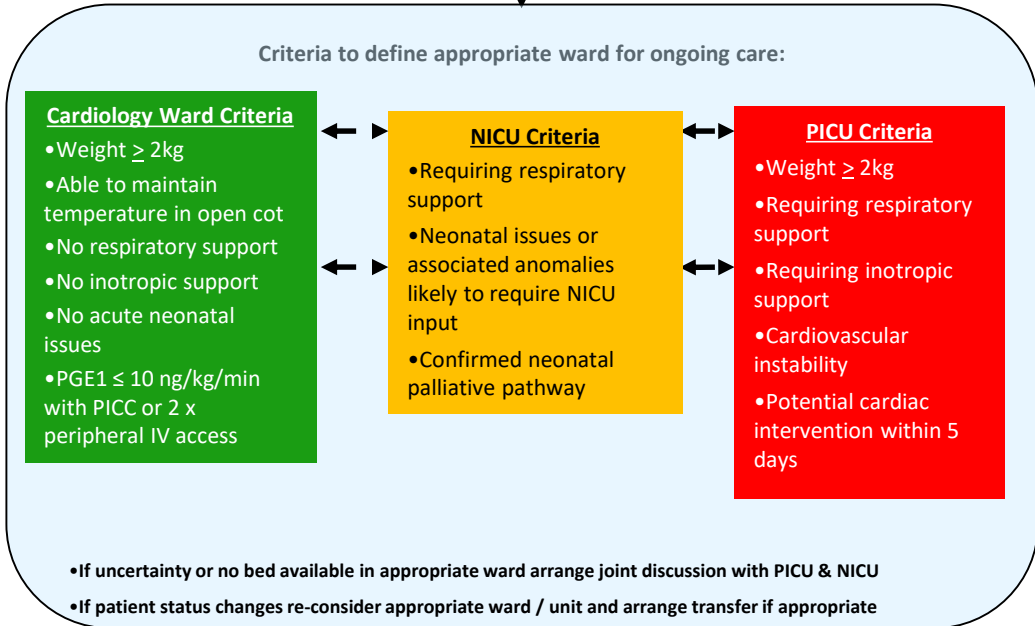 Criteria to define appropriate ward for ongoing care:
Cardiology Ward Criteria
•Weight ≥ 2kg
•Able to maintain
temperature in open cot
•No respiratory support
•No inotropic support
•No acute neonatal
issues
•PGE1 ≤ 10 ng/kg/min
with PICC or 2 x
peripheral IV access
NICU Criteria
•Requiring respiratory
support
•Neonatal issues or
associated anomalies
likely to require NICU
input
•Confirmed neonatal
palliative pathway
PICU Criteria
•Weight ≥ 2kg
•Requiring respiratory
support
•Requiring inotropic
support
•Cardiovascular
instability
•Potential cardiac
intervention within 5
days
•If uncertainty or no bed available in appropriate ward arrange joint discussion with PICU & NICU
•If patient status changes re-consider appropriate ward / unit and arrange transfer if appropriate